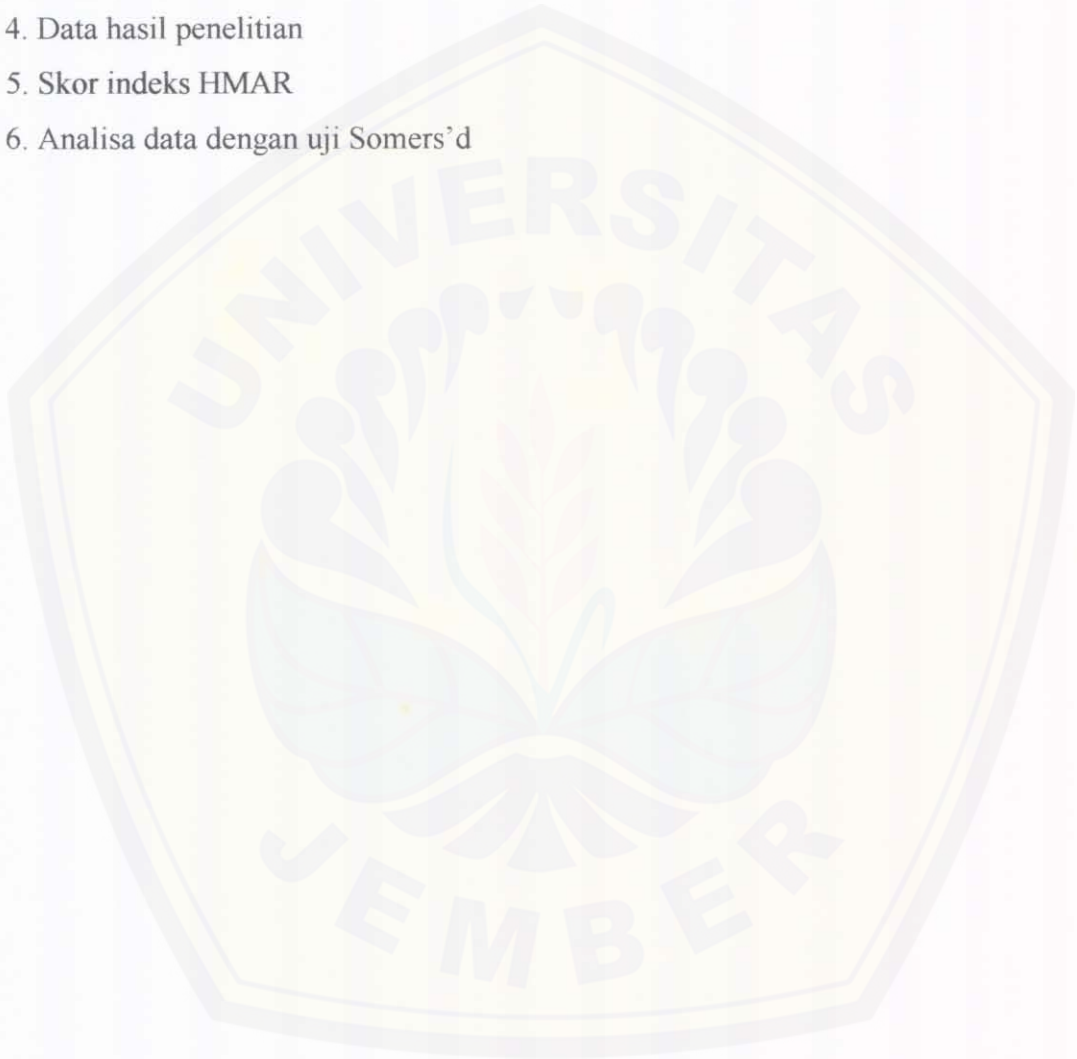 4. Data hasil penelitian
5. Skor indeks HMAR
6. Analisa data dengan uji Somers’d
UNIVERSITAS
JEMBER